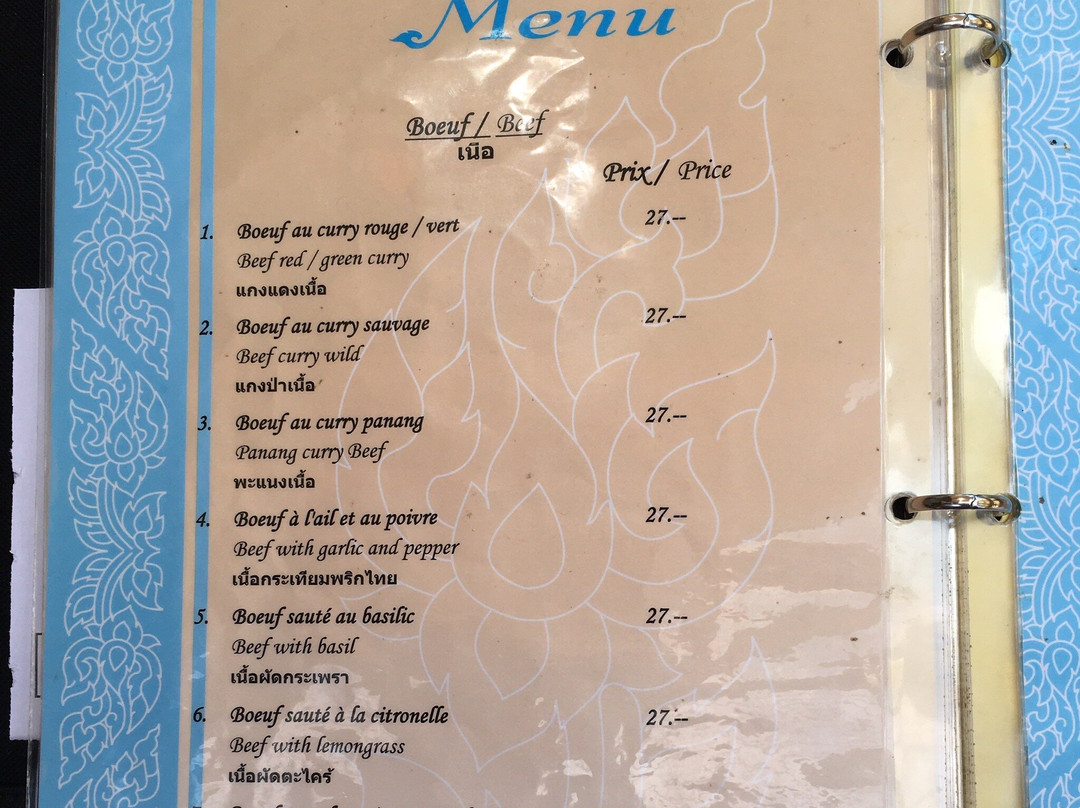 Menu
Boeuf / Beef
เนื้อ
Prix / Price
1. Boeuf au curry rouge / vert 27.--
Beef red / green curry
แกงแดงเนื้อ
2. Boeuf au curry sauvage 27.--
Beef curry wild
แกงป่าเนื้อ
3. Boeuf au curry panang 27.--
Panang curry Beef
พะแนงเนื้อ
4. Boeuf à l'ail et au poivre 27.--
Beef with garlic and pepper
เนื้อกระเทียมพริกไทย
5. Boeuf sauté au basilic 27.--
Beef with basil
เนื้อผัดกระเพรา
6. Boeuf sauté à la citronelle 27.--
Beef with lemongrass
เนื้อผัดตะไคร้